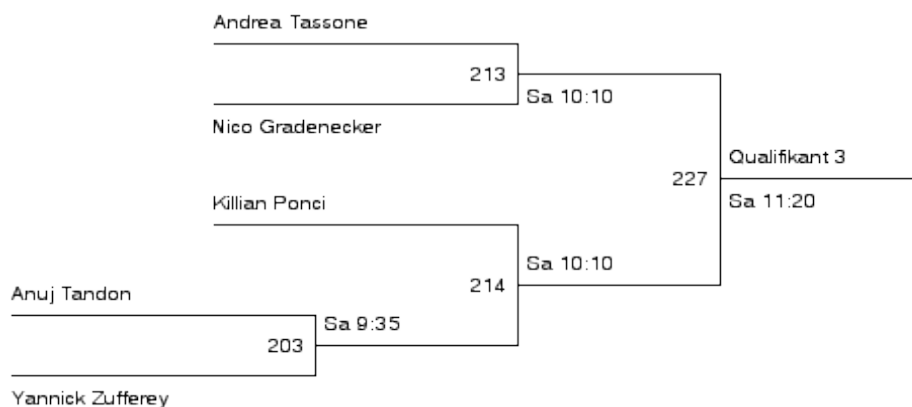 Andrea Tassone
213
Sa 10:10
Nico Gradenecker
Qualifikant 3
227
Sa 11:20
Killian Ponci
Sa 10:10
214
Anuj Tandon
Sa 9:35
203
Yannick Zufferey